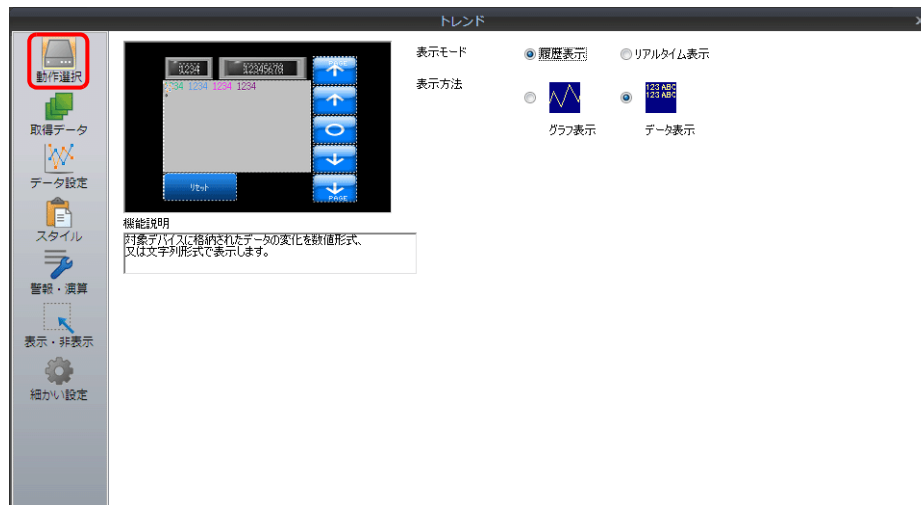 トレンド
動作選択
取得データ
データ設定
スタイル
警報・演算
表示・非表示
細かい設定
1234 12345678
PAGE
1234 1234 1234 1234
リセット
PAGE
機能説明
対象デバイスに格納されたデータの変化を数値形式、
又は文字列形式で表示します。
表示モード 履歴表示 リアルタイム表示
表示方法
123 ABC
123 ABC
グラフ表示 データ表示